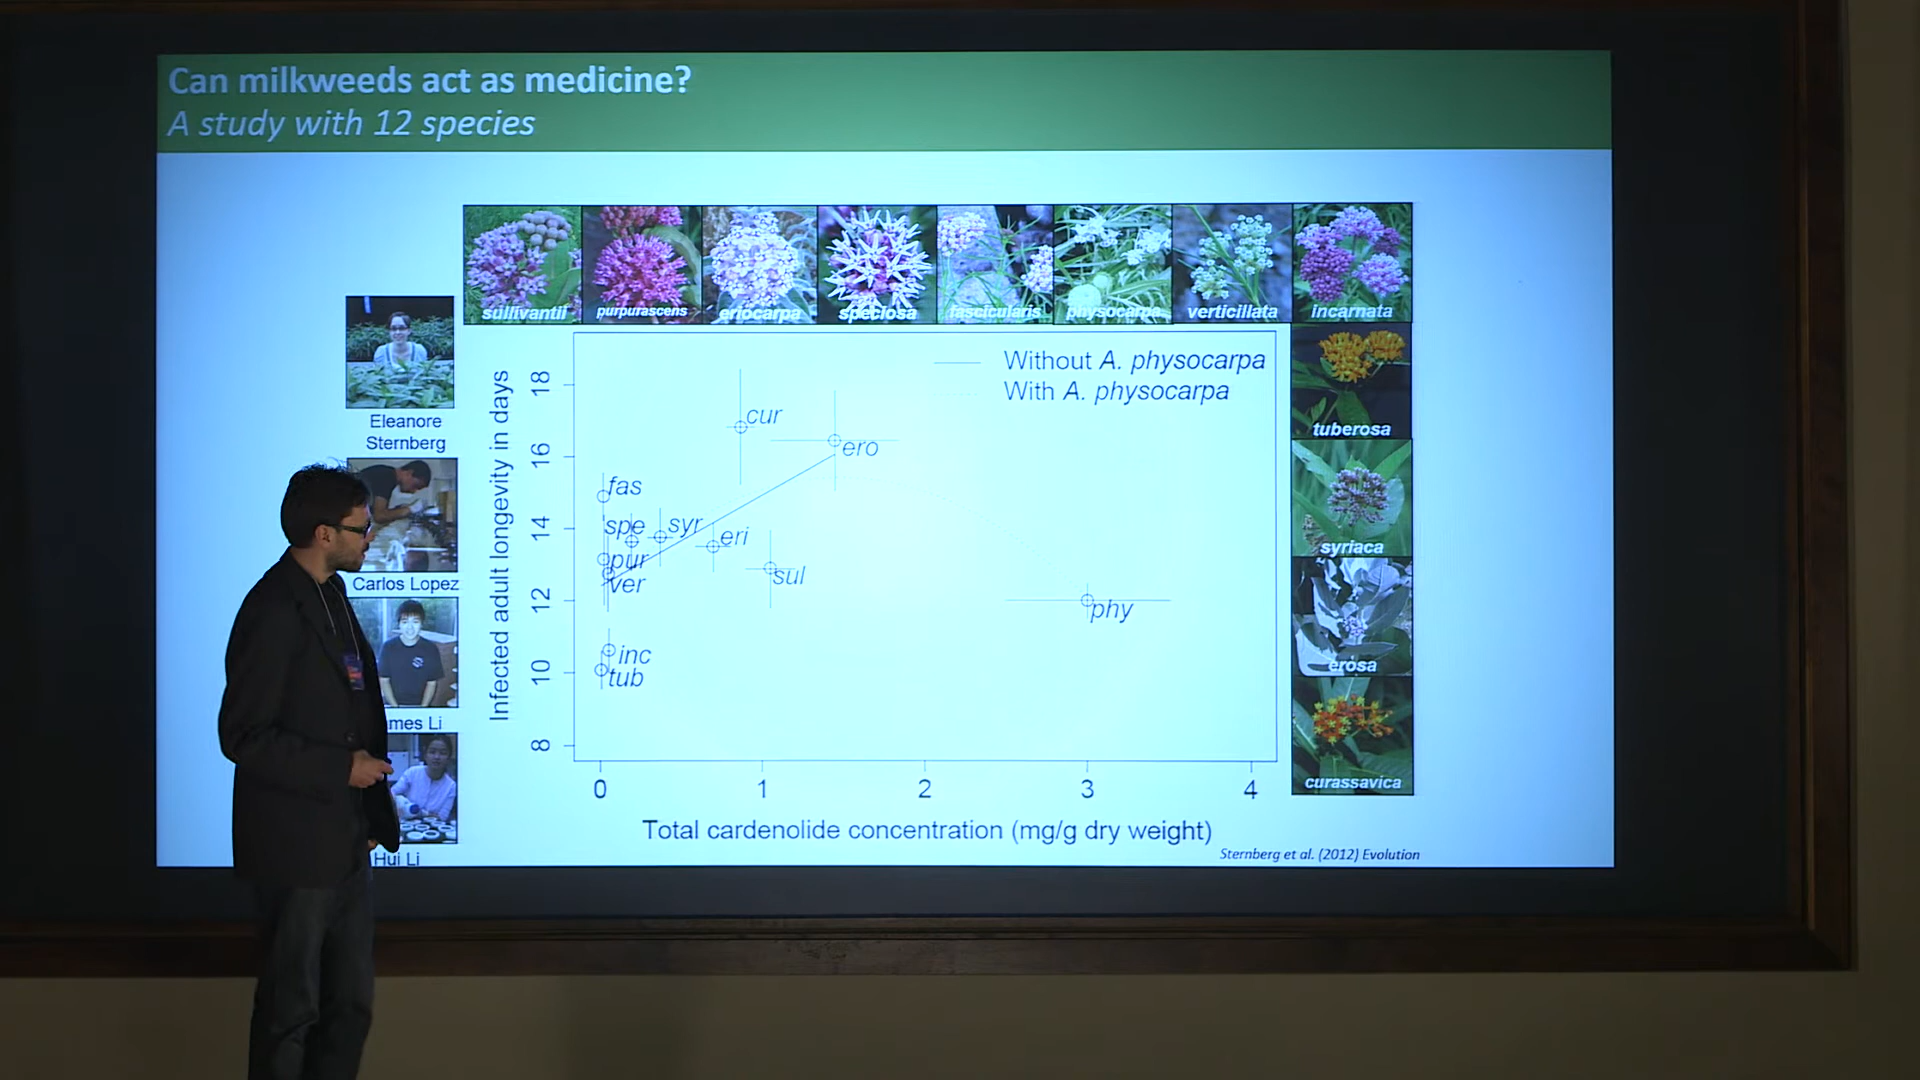 Can milkweeds act as medicine?
A study with 12 species
sullivantii
purpurascens
eriocarpa
speciosa
fascicularis
physocarpa
verticillata
incarnata
tuberosa
syriaca
erosa
curassavica
Eleanore
Sternberg
Carlos Lopez
mes Li
Hui Li
Without A. physocarpa
With A. physocarpa
Infected adult longevity in days
18
16
14
12
10
8
cur
ero
fas
spe
syr
eri
pur
ver
sul
phy
inc
tub
0
1
2
3
4
Total cardenolide concentration (mg/g dry weight)
Sternberg et al. (2012) Evolution